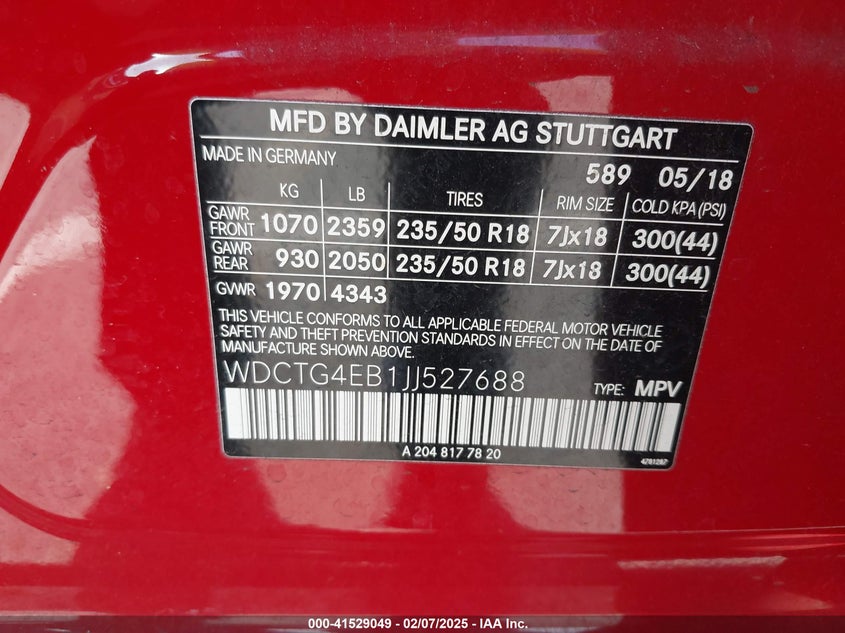 MFD BY DAIMLER AG STUTTGART
MADE IN GERMANY 589 05/18
KG LB TIRES RIM SIZE COLD KPA (PSI)
GAWR FRONT 1070 2359 235/50 R18 7Jx18 300(44)
GAWR REAR 930 2050 235/50 R18 7Jx18 300(44)
GVWR 1970 4343
THIS VEHICLE CONFORMS TO ALL APPLICABLE FEDERAL MOTOR VEHICLE
SAFETY AND THEFT PREVENTION STANDARDS IN EFFECT ON THE DATE OF
MANUFACTURE SHOWN ABOVE.
WDCTG4EB1JJ527688 TYPE: MPV
A 204 817 78 20
4781287
000-41529049 - 02/07/2025 - IAA Inc.